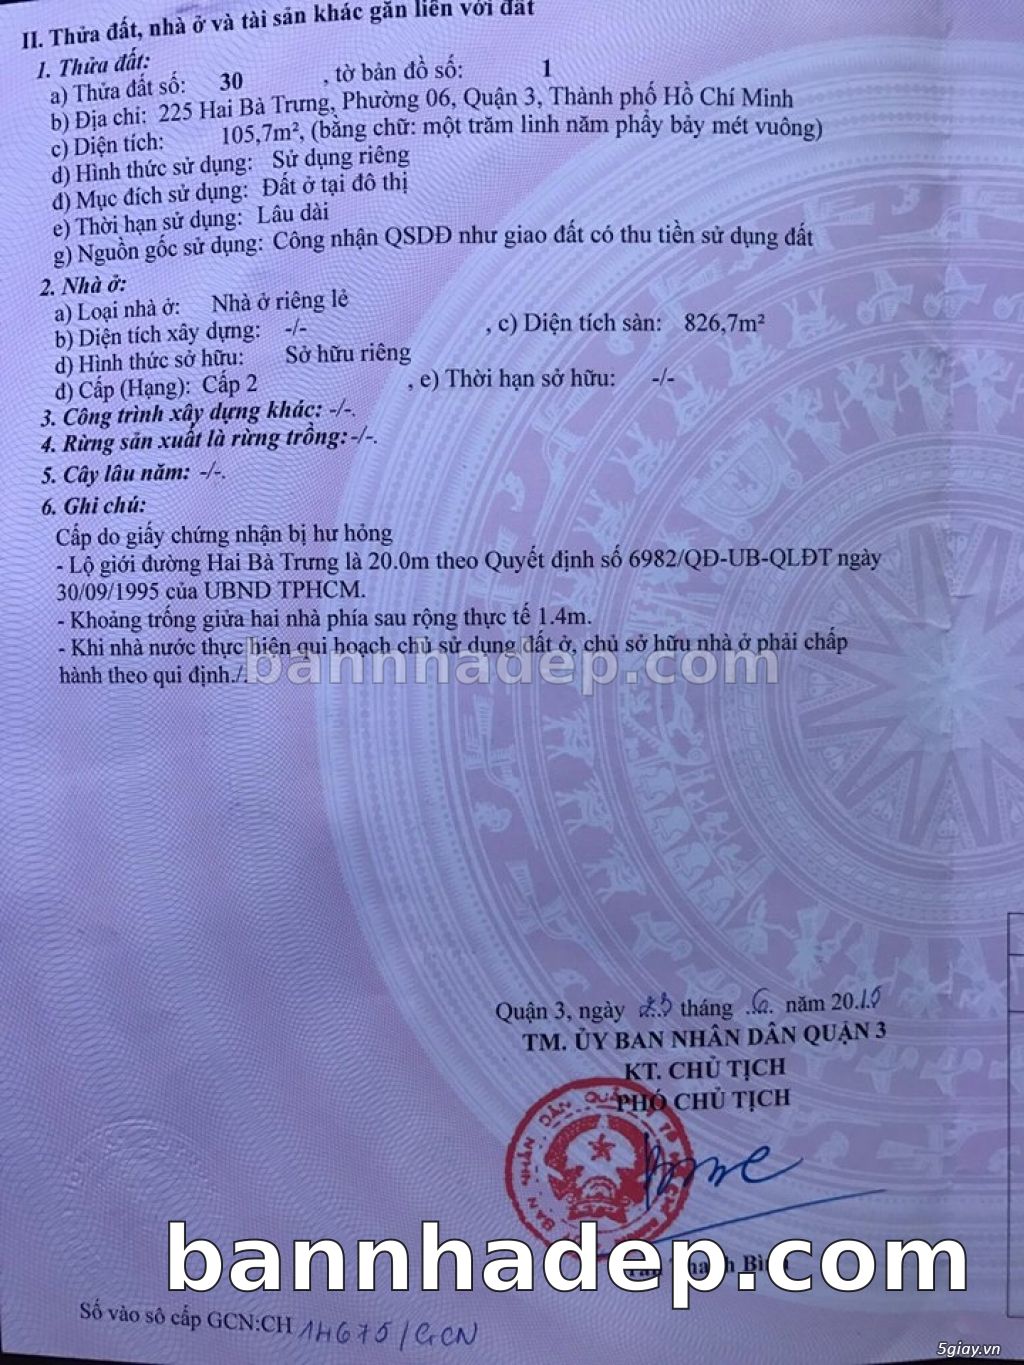 II. Thửa đất, nhà ở và tài sản khác gắn liền với đất
1. Thửa đất:
a) Thửa đất số: 30 , tờ bản đồ số: 1
b) Địa chỉ: 225 Hai Bà Trưng, Phường 06, Quận 3, Thành phố Hồ Chí Minh
c) Diện tích: 105,7m², (bằng chữ: một trăm linh năm phẩy bảy mét vuông)
d) Hình thức sử dụng: Sử dụng riêng
đ) Mục đích sử dụng: Đất ở tại đô thị
e) Thời hạn sử dụng: Lâu dài
g) Nguồn gốc sử dụng: Công nhận QSDĐ như giao đất có thu tiền sử dụng đất
2. Nhà ở:
a) Loại nhà ở: Nhà ở riêng lẻ
b) Diện tích xây dựng: -/- , c) Diện tích sàn: 826,7m²
d) Hình thức sở hữu: Sở hữu riêng
đ) Cấp (Hạng): Cấp 2 , e) Thời hạn sở hữu: -/-
3. Công trình xây dựng khác: -/-.
4. Rừng sản xuất là rừng trồng: -/-.
5. Cây lâu năm: -/-.
6. Ghi chú:
Cấp do giấy chứng nhận bị hư hỏng
- Lộ giới đường Hai Bà Trưng là 20.0m theo Quyết định số 6982/QĐ-UB-QLĐT ngày
30/09/1995 của UBND TPHCM.
- Khoảng trống giửa hai nhà phía sau rộng thực tế 1.4m.
- Khi nhà nước thực hiện qui hoạch chủ sử dụng đất ở, chủ sở hữu nhà ở phải chấp
hành theo qui định./.
bannhadep.com
Quận 3, ngày 23 tháng .6. năm 20.15
TM. ỦY BAN NHÂN DÂN QUẬN 3
KT. CHỦ TỊCH
PHÓ CHỦ TỊCH
bannhadep.com
Số vào sổ cấp GCN:CH 14675/GCN
5giay.vn